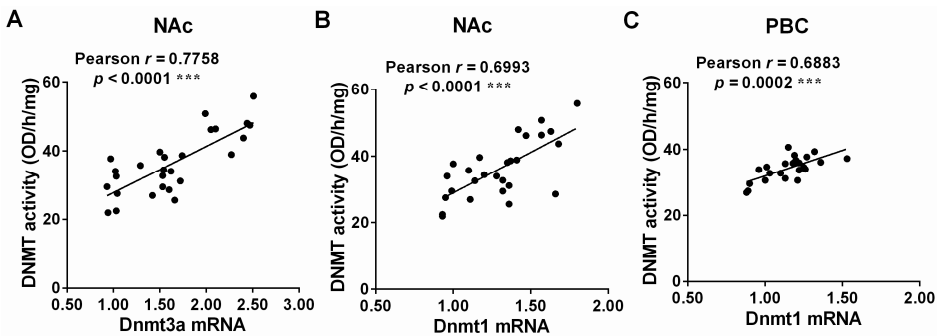 A
NAc
Pearson r = 0.7758
p < 0.0001 ***
DNMT activity (OD/h/mg)
60
40
20
0
0.50
1.00
1.50
2.00
2.50
3.00
Dnmt3a mRNA
B
NAc
Pearson r = 0.6993
p < 0.0001 ***
DNMT activity (OD/h/mg)
60
40
20
0
0.50
1.00
1.50
2.00
Dnmt1 mRNA
C
PBC
Pearson r = 0.6883
p = 0.0002 ***
DNMT activity (OD/h/mg)
60
40
20
0
0.50
1.00
1.50
2.00
Dnmt1 mRNA